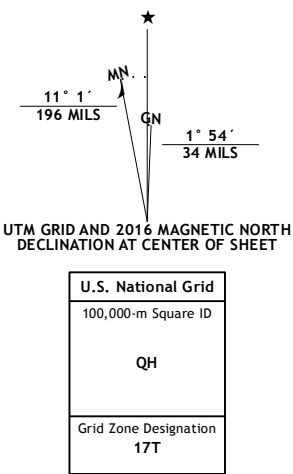 ★
MN
11° 1´
196 MILS
GN
1° 54´
34 MILS
UTM GRID AND 2016 MAGNETIC NORTH
DECLINATION AT CENTER OF SHEET
U.S. National Grid
100,000-m Square ID
QH
Grid Zone Designation
17T